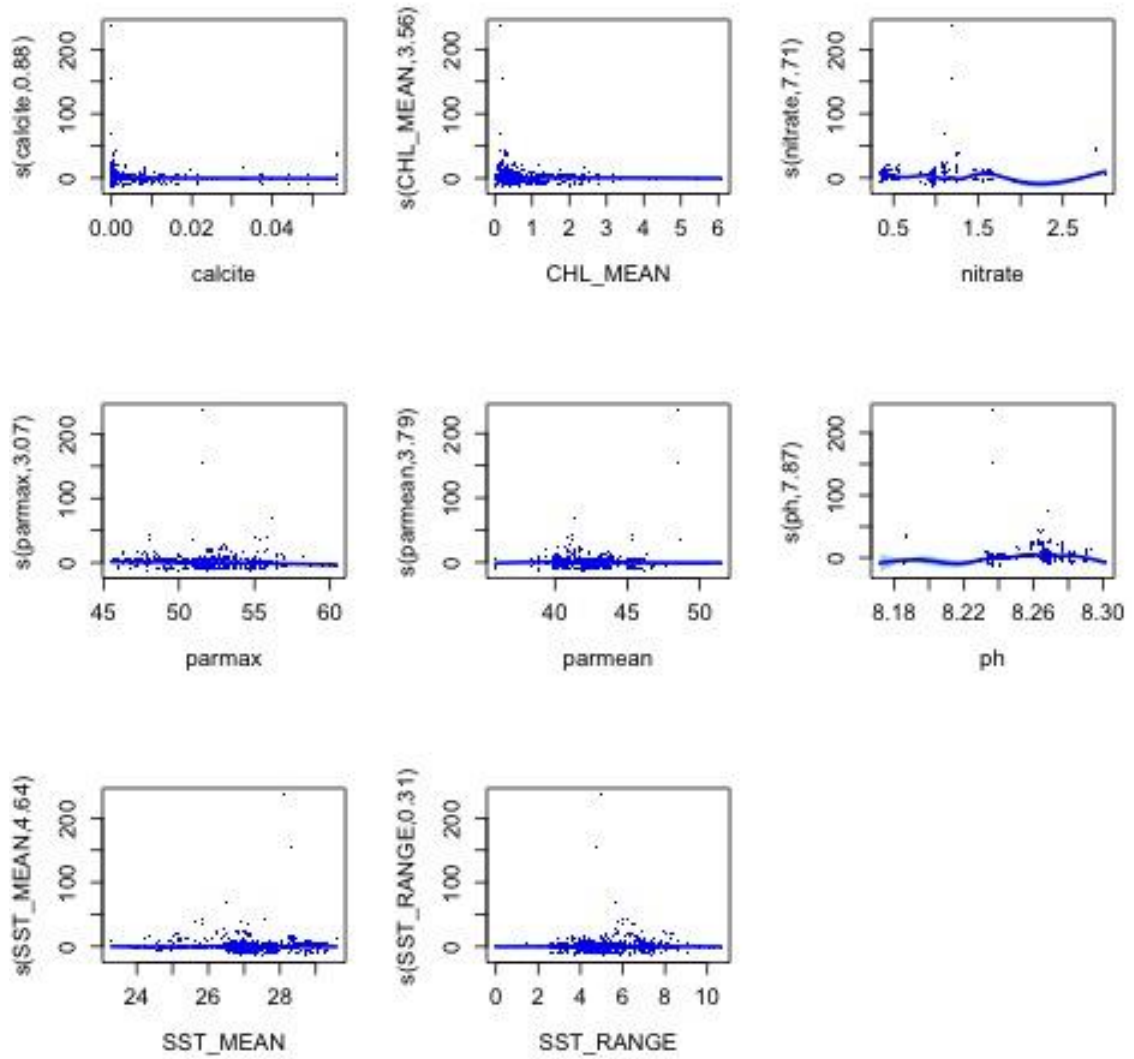 s(calcite,0.88)
0 100 200
0.00 0.02 0.04
calcite
s(CHL_MEAN,3.56)
0 100 200
0 1 2 3 4 5 6
CHL_MEAN
s(nitrate,7.71)
0 100 200
0.5 1.5 2.5
nitrate
s(parmax,3.07)
0 100 200
45 50 55 60
parmax
s(parmean,3.79)
0 100 200
40 45 50
parmean
s(ph,7.87)
0 100 200
8.18 8.22 8.26 8.30
ph
s(SST_MEAN,4.64)
0 100 200
24 26 28
SST_MEAN
s(SST_RANGE,0.31)
0 100 200
0 2 4 6 8 10
SST_RANGE